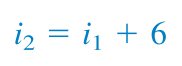 i₂ = i₁ + 6